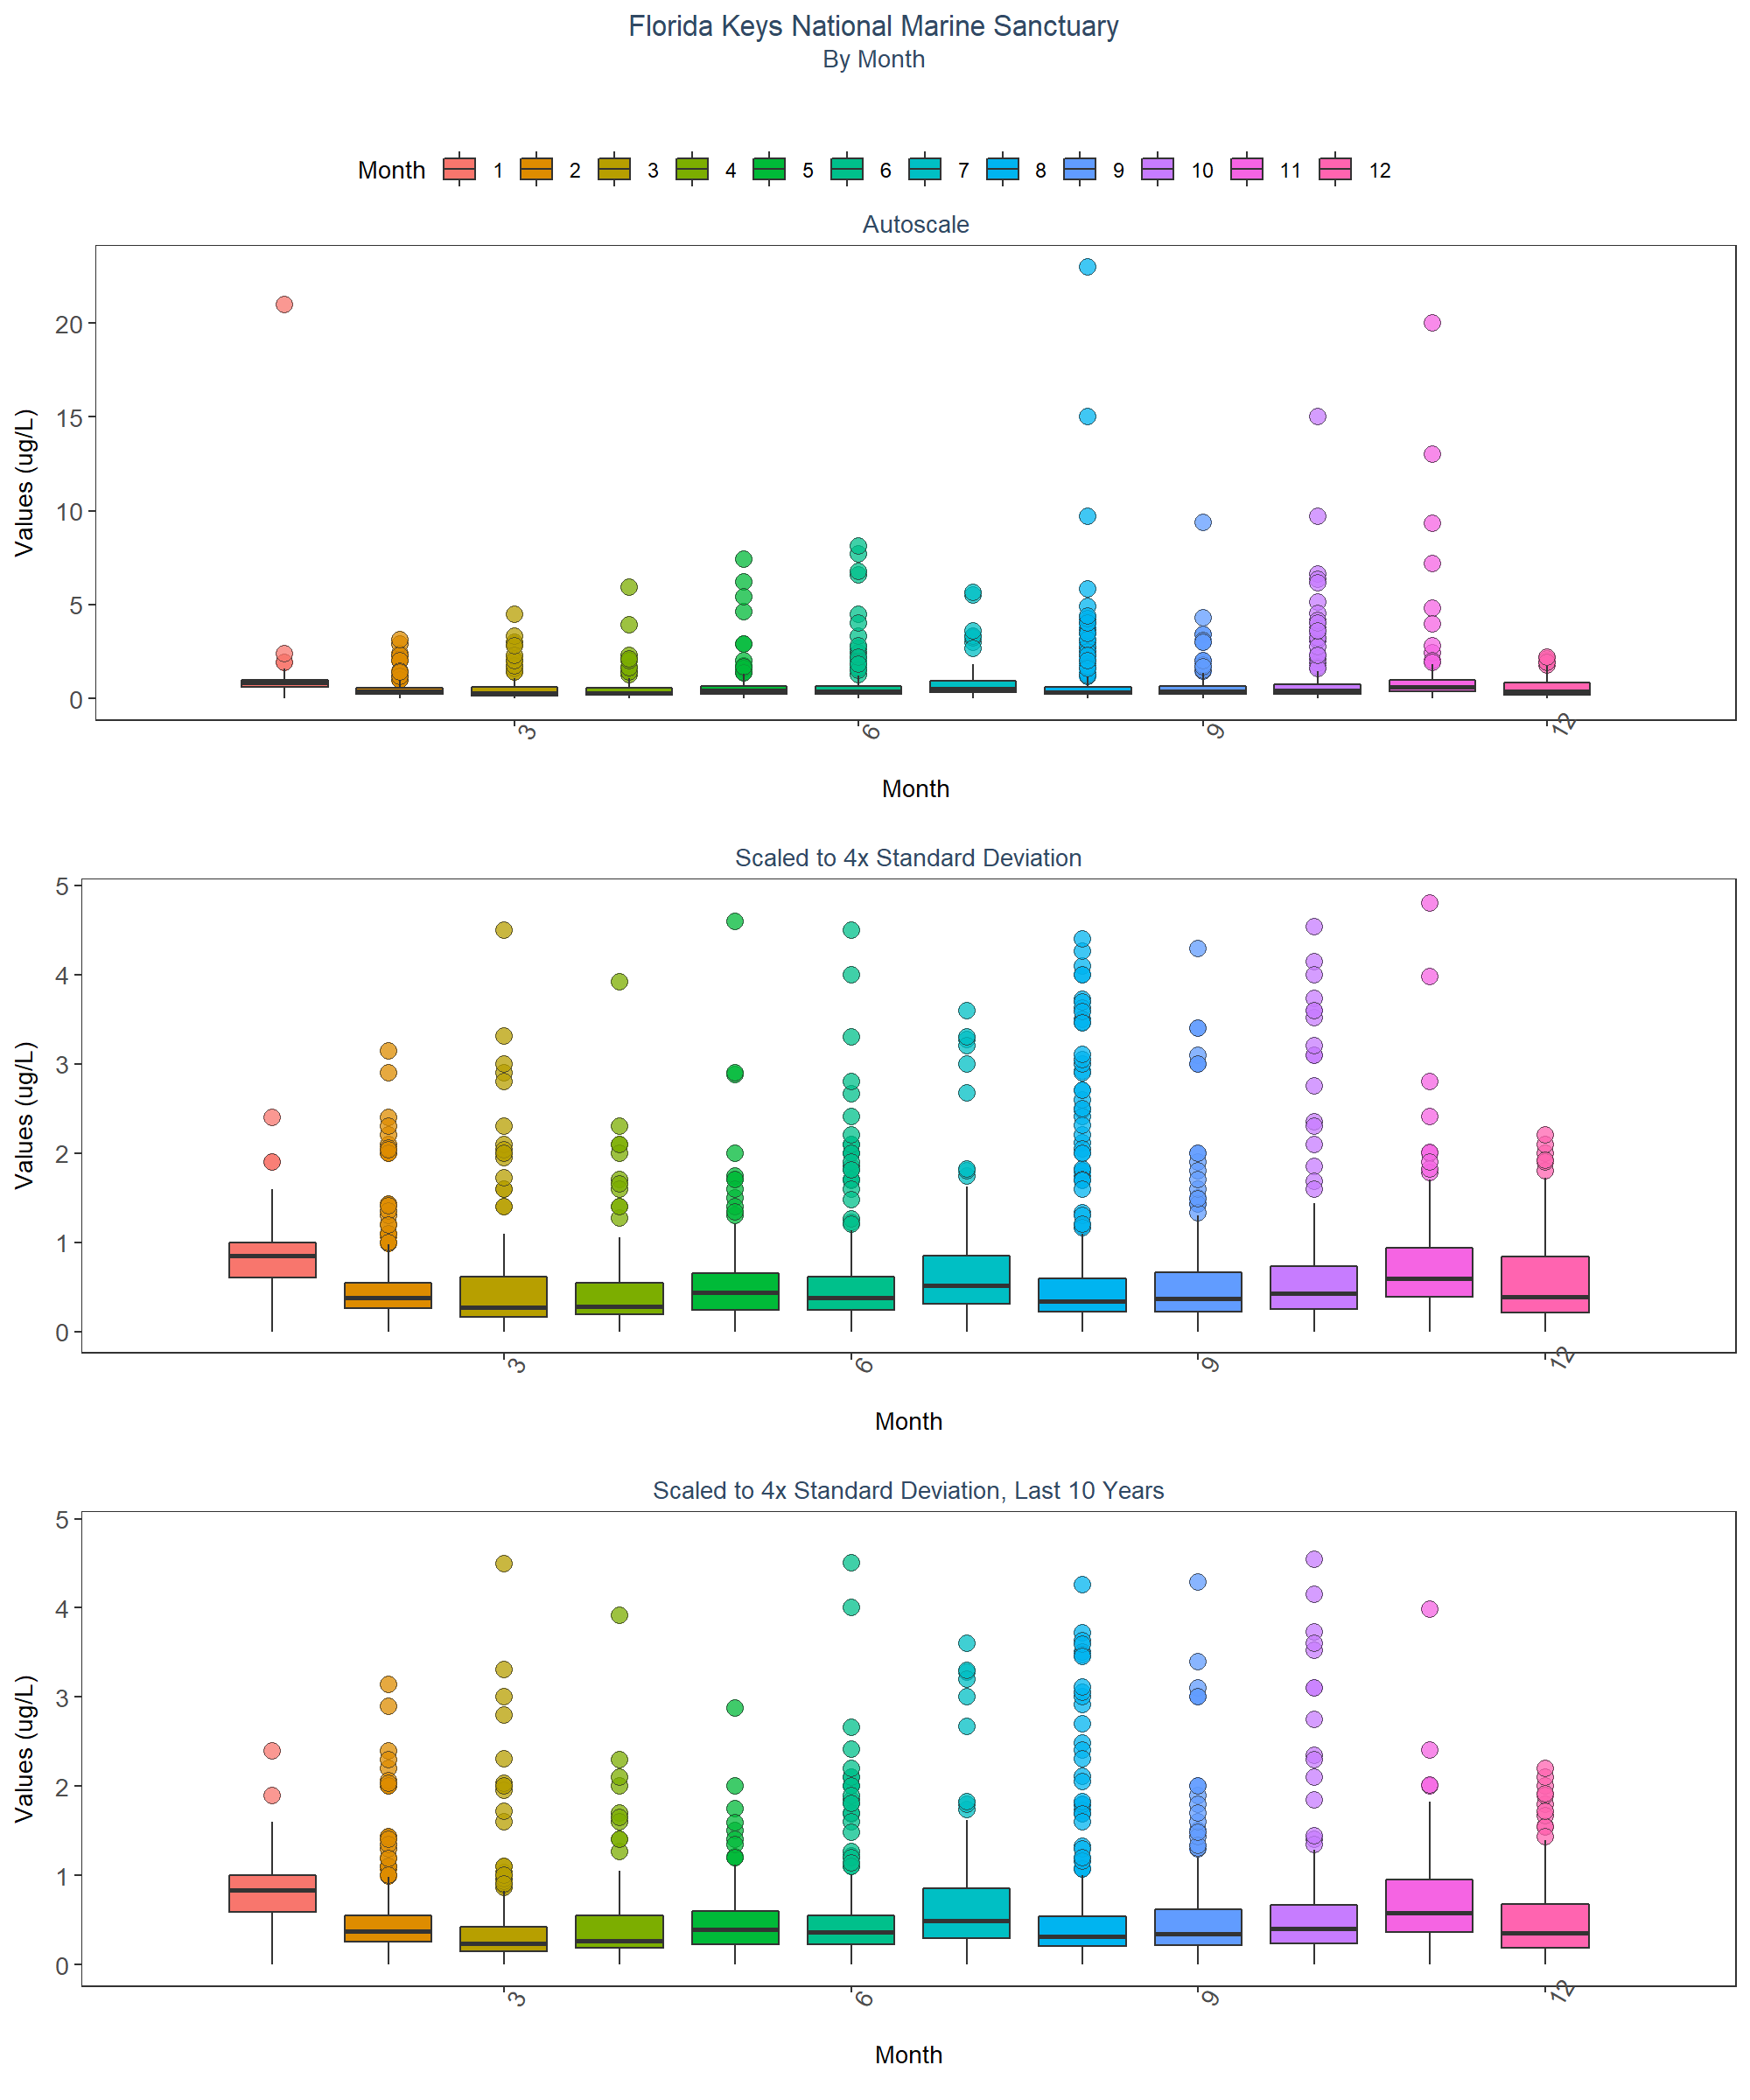 Florida Keys National Marine Sanctuary
By Month
Month 1 2 3 4 5 6 7 8 9 10 11 12
Autoscale
Values (ug/L)
20
15
10
5
0
3 6 9 12
Month
Scaled to 4x Standard Deviation
Values (ug/L)
5
4
3
2
1
0
3 6 9 12
Month
Scaled to 4x Standard Deviation, Last 10 Years
Values (ug/L)
5
4
3
2
1
0
3 6 9 12
Month